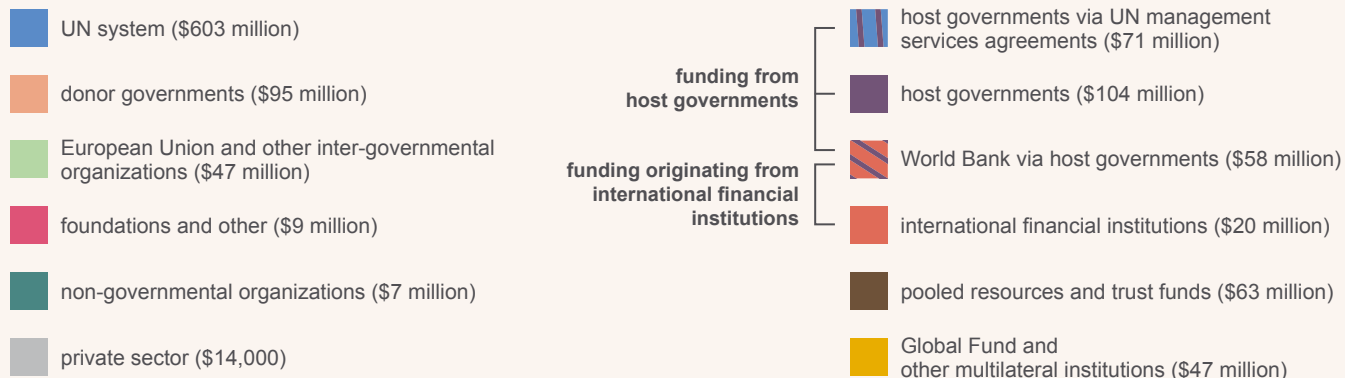 UN system ($603 million)
donor governments ($95 million)
European Union and other inter-governmental
organizations ($47 million)
foundations and other ($9 million)
non-governmental organizations ($7 million)
private sector ($14,000)
funding from
host governments
funding originating from
international financial
institutions
host governments via UN management
services agreements ($71 million)
host governments ($104 million)
World Bank via host governments ($58 million)
international financial institutions ($20 million)
pooled resources and trust funds ($63 million)
Global Fund and
other multilateral institutions ($47 million)